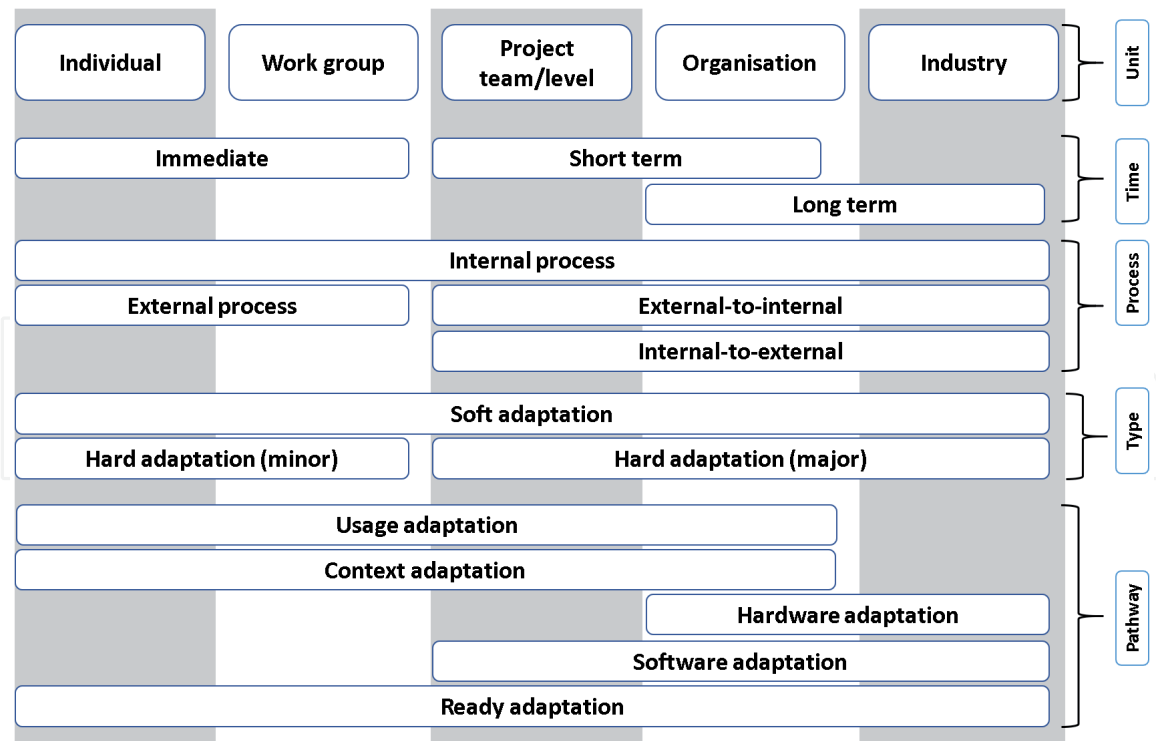 Individual
Work group
Project
team/level
Organisation
Industry
Unit
Immediate
Short term
Long term
Time
Internal process
External process
External-to-internal
Internal-to-external
Process
Soft adaptation
Hard adaptation (minor)
Hard adaptation (major)
Type
Usage adaptation
Context adaptation
Hardware adaptation
Software adaptation
Ready adaptation
Pathway